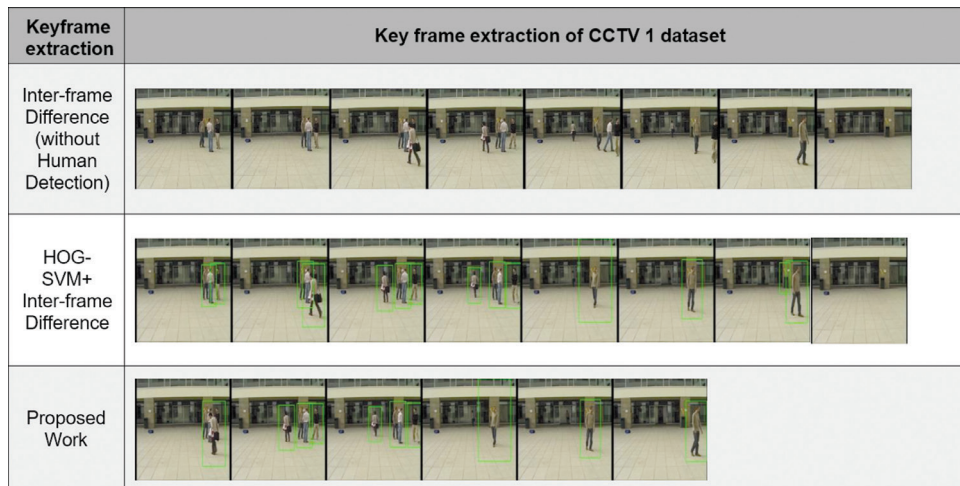 Keyframe
extraction
Key frame extraction of CCTV 1 dataset
Inter-frame
Difference
(without
Human
Detection)
HOG-
SVM+
Inter-frame
Difference
Proposed
Work